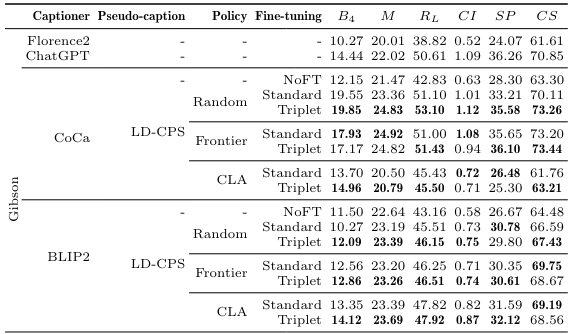 Captioner Pseudo-caption Policy Fine-tuning B4 M RL CI SP CS
Florence2 - - - 10.27 20.01 38.82 0.52 24.07 61.61
ChatGPT - - - 14.44 22.02 50.61 1.09 36.26 70.85
- - NoFT 12.15 21.47 42.83 0.63 28.30 63.30
Standard 19.55 23.36 51.10 1.01 33.21 70.11
Random
Triplet 19.85 24.83 53.10 1.12 35.58 73.26
CoCa LD-CPS
Frontier
Standard 17.93 24.92 51.00 1.08 35.65 73.20
Triplet 17.17 24.82 51.43 0.94 36.10 73.44
CLA
Standard 13.70 20.50 45.43 0.72 26.48 61.76
Triplet 14.96 20.79 45.50 0.71 25.30 63.21
Gibson
- - NoFT 11.50 22.64 43.16 0.58 26.67 64.48
Standard 10.27 23.19 45.51 0.73 30.78 66.59
Random
Triplet 12.09 23.39 46.15 0.75 29.80 67.43
BLIP2 LD-CPS
Frontier
Standard 12.56 23.20 46.25 0.71 30.35 69.75
Triplet 12.86 23.26 46.51 0.74 30.61 68.67
CLA
Standard 13.35 23.39 47.82 0.82 31.59 69.19
Triplet 14.12 23.69 47.92 0.87 32.12 68.56